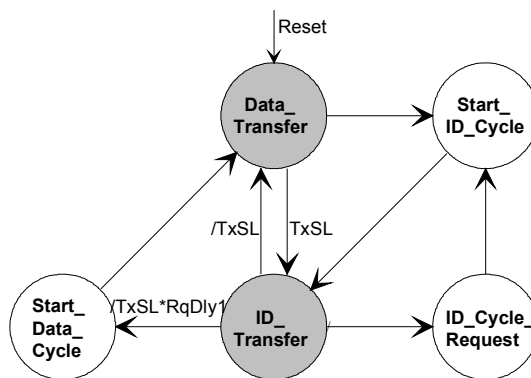 Reset
Data_
Transfer
Start_
ID_Cycle
/TxSL
TxSL
/TxSL*RqDly1
Start_
Data_
Cycle
ID_
Transfer
/
ID_Cycle_
Request